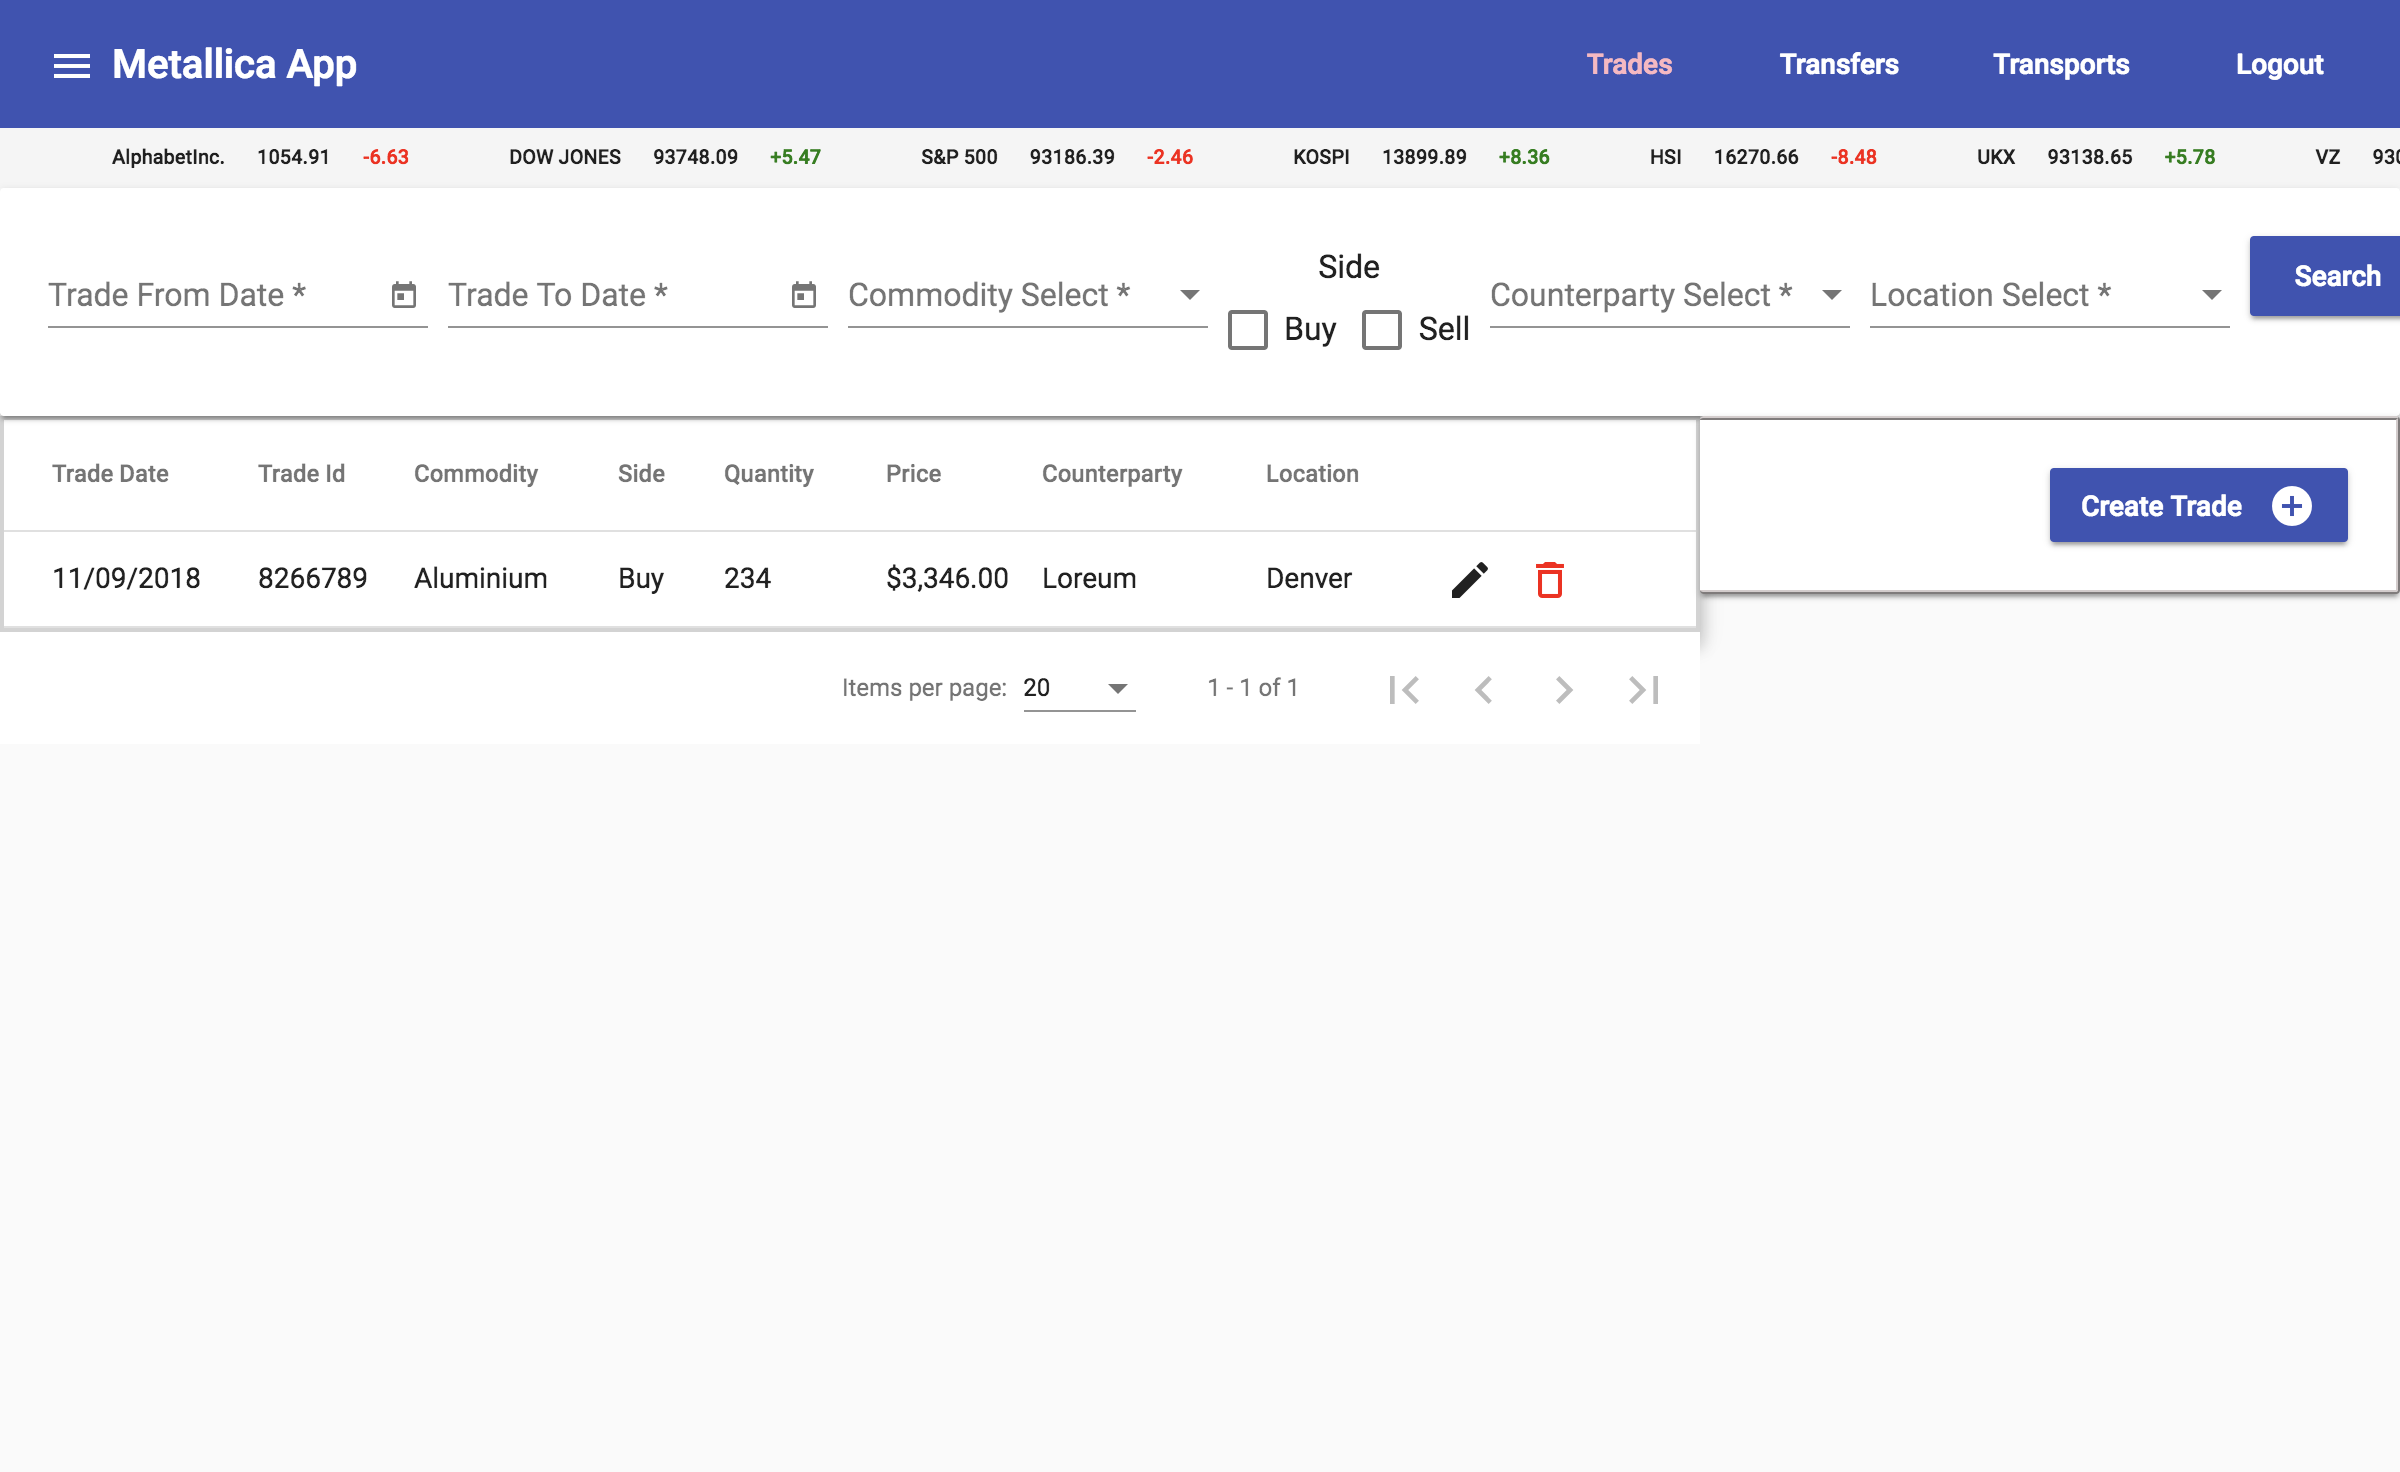 Metallica App Trades Transfers Transports Logout
AlphabetInc. 1054.91 -6.63 DOW JONES 93748.09 +5.47 S&P 500 93186.39 -2.46 KOSPI 13899.89 +8.36 HSI 16270.66 -8.48 UKX 93138.65 +5.78 VZ
Side
Trade From Date * Trade To Date * Commodity Select * Counterparty Select * Location Select * Search
Buy Sell
Trade Date Trade Id Commodity Side Quantity Price Counterparty Location
Create Trade
11/09/2018 8266789 Aluminium Buy 234 $3,346.00 Loreum Denver
Items per page: 20 1 - 1 of 1